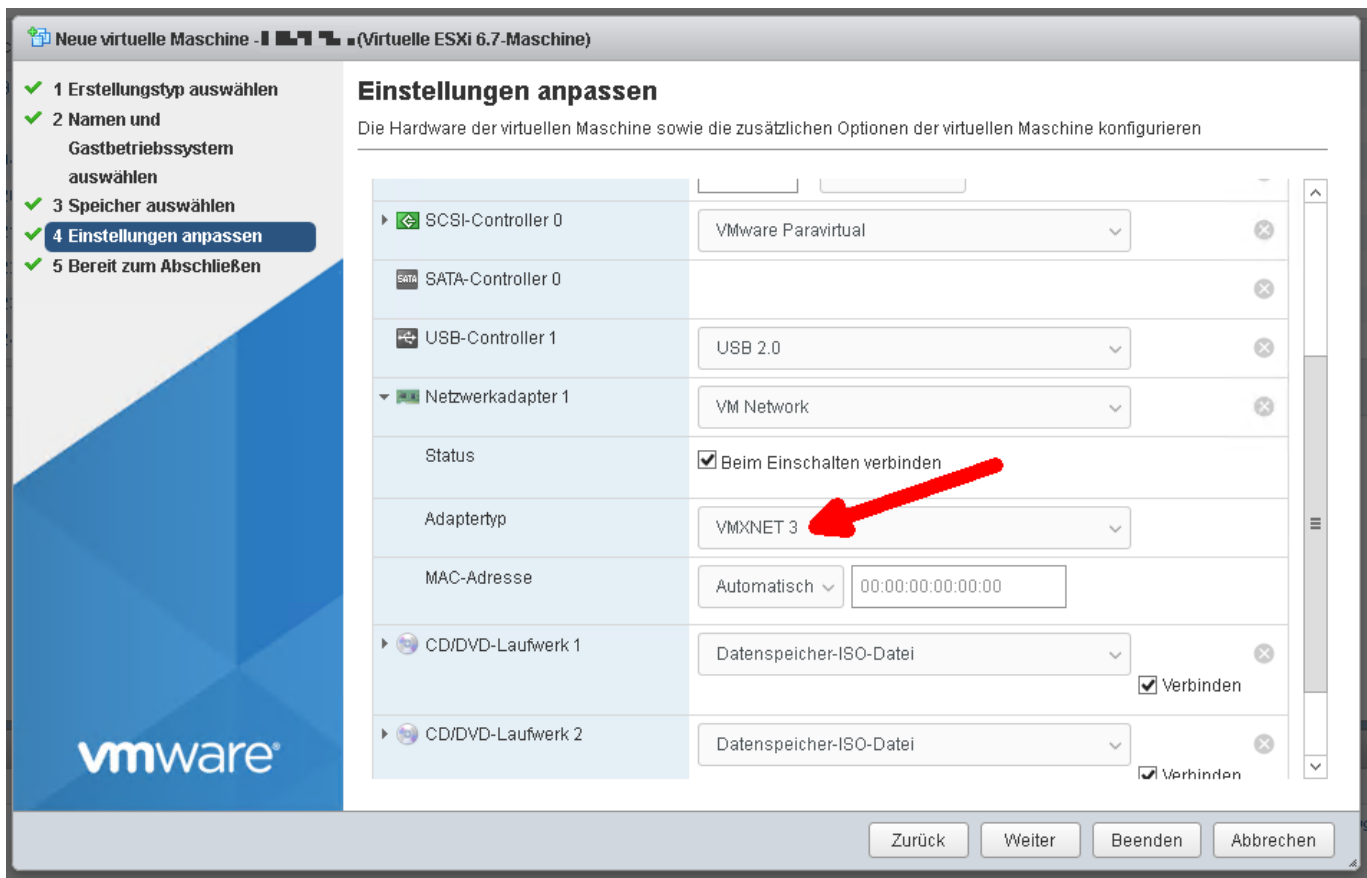 Neue virtuelle Maschine - (Virtuelle ESXi 6.7-Maschine)
1 Erstellungstyp auswählen
2 Namen und
Gastbetriebssystem
auswählen
3 Speicher auswählen
4 Einstellungen anpassen
5 Bereit zum Abschließen
vmware®
Einstellungen anpassen
Die Hardware der virtuellen Maschine sowie die zusätzlichen Optionen der virtuellen Maschine konfigurieren
SCSI-Controller 0 VMware Paravirtual
SATA SATA-Controller 0
USB-Controller 1 USB 2.0
Netzwerkadapter 1 VM Network
Status Beim Einschalten verbinden
Adaptertyp VMXNET 3
MAC-Adresse Automatisch 00:00:00:00:00:00
CD/DVD-Laufwerk 1 Datenspeicher-ISO-Datei
Verbinden
CD/DVD-Laufwerk 2 Datenspeicher-ISO-Datei
Verbinden
Zurück Weiter Beenden Abbrechen